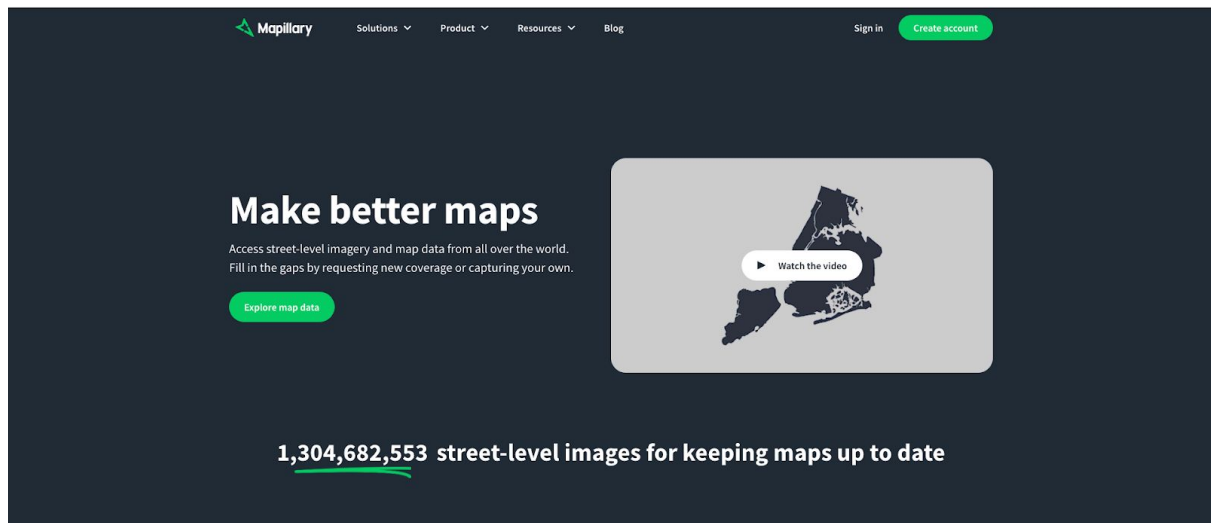 Mapillary Solutions Product Resources Blog Sign in Create account
Make better maps
Access street-level imagery and map data from all over the world.
Fill in the gaps by requesting new coverage or capturing your own.
Explore map data
Watch the video
1,304,682,553 street-level images for keeping maps up to date